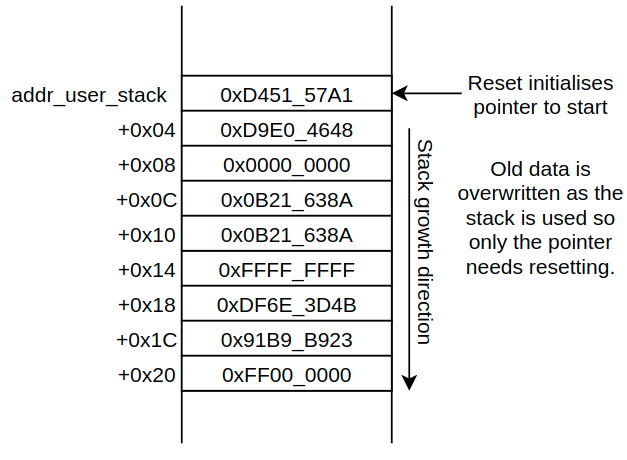 addr_user_stack 0xD451_57A1
+0x04 0xD9E0_4648
+0x08 0x0000_0000
+0x0C 0x0B21_638A
+0x10 0x0B21_638A
+0x14 0xFFFF_FFFF
+0x18 0xDF6E_3D4B
+0x1C 0x91B9_B923
+0x20 0xFF00_0000
Stack growth direction
Reset initialises
pointer to start
Old data is
overwritten as the
stack is used so
only the pointer
needs resetting.